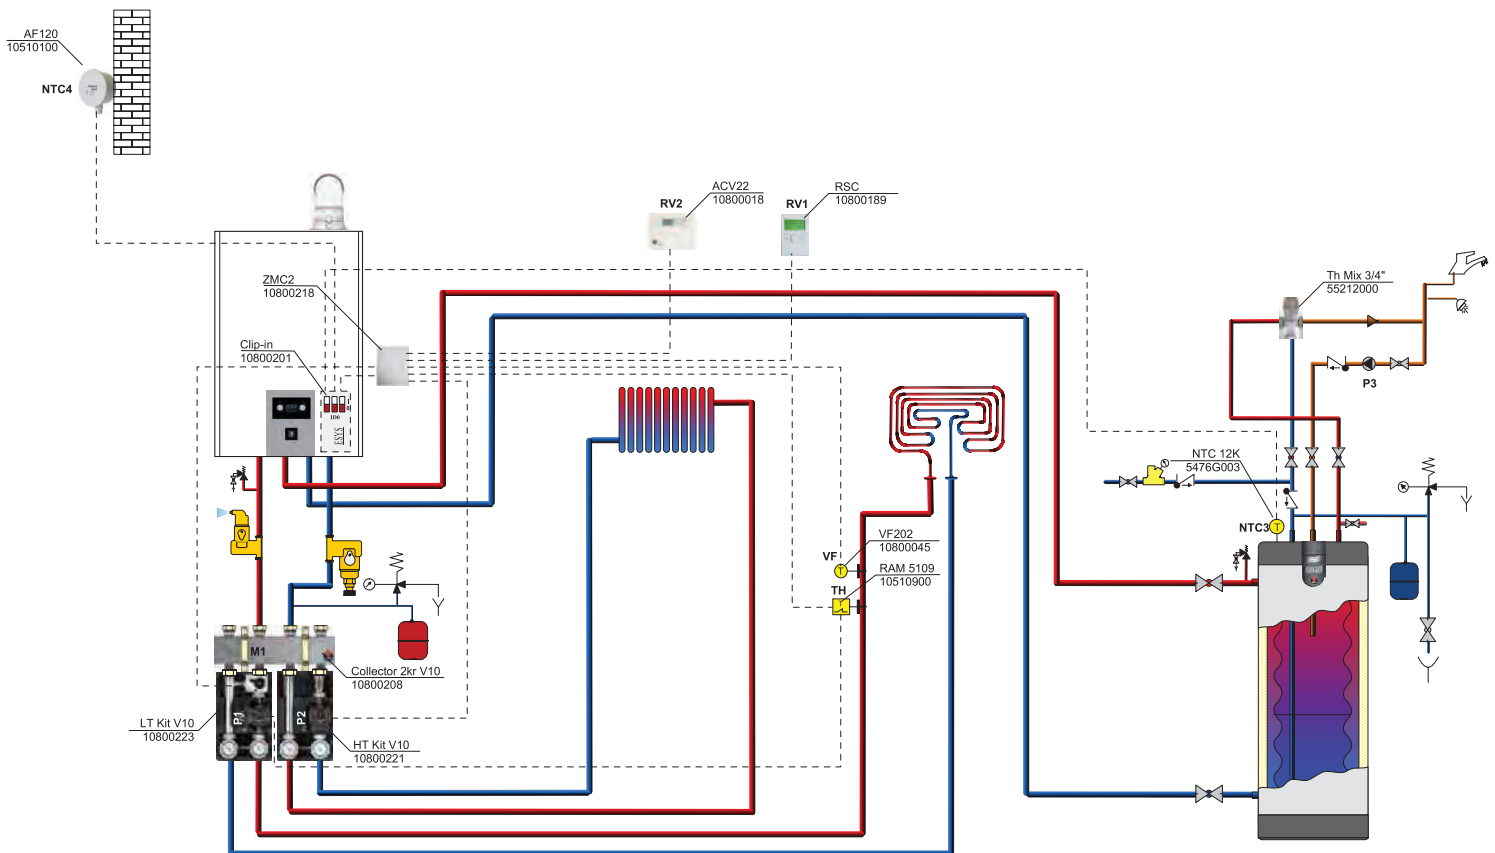 AF120
10510100
NTC4
ACV22
10800018
RV2
RSC
10800189
RV1
ZMC2
10800218
Th Mix 3/4"
55212000
Clip-in
10800201
P3
ESYS
NTC 12K
5476G003
NTC3
T
VF202
10800045
VF
T
RAM 5109
10510900
TH
M1
Collector 2kr V10
10800208
P1
P2
LT Kit V10
10800223
HT Kit V10
10800221